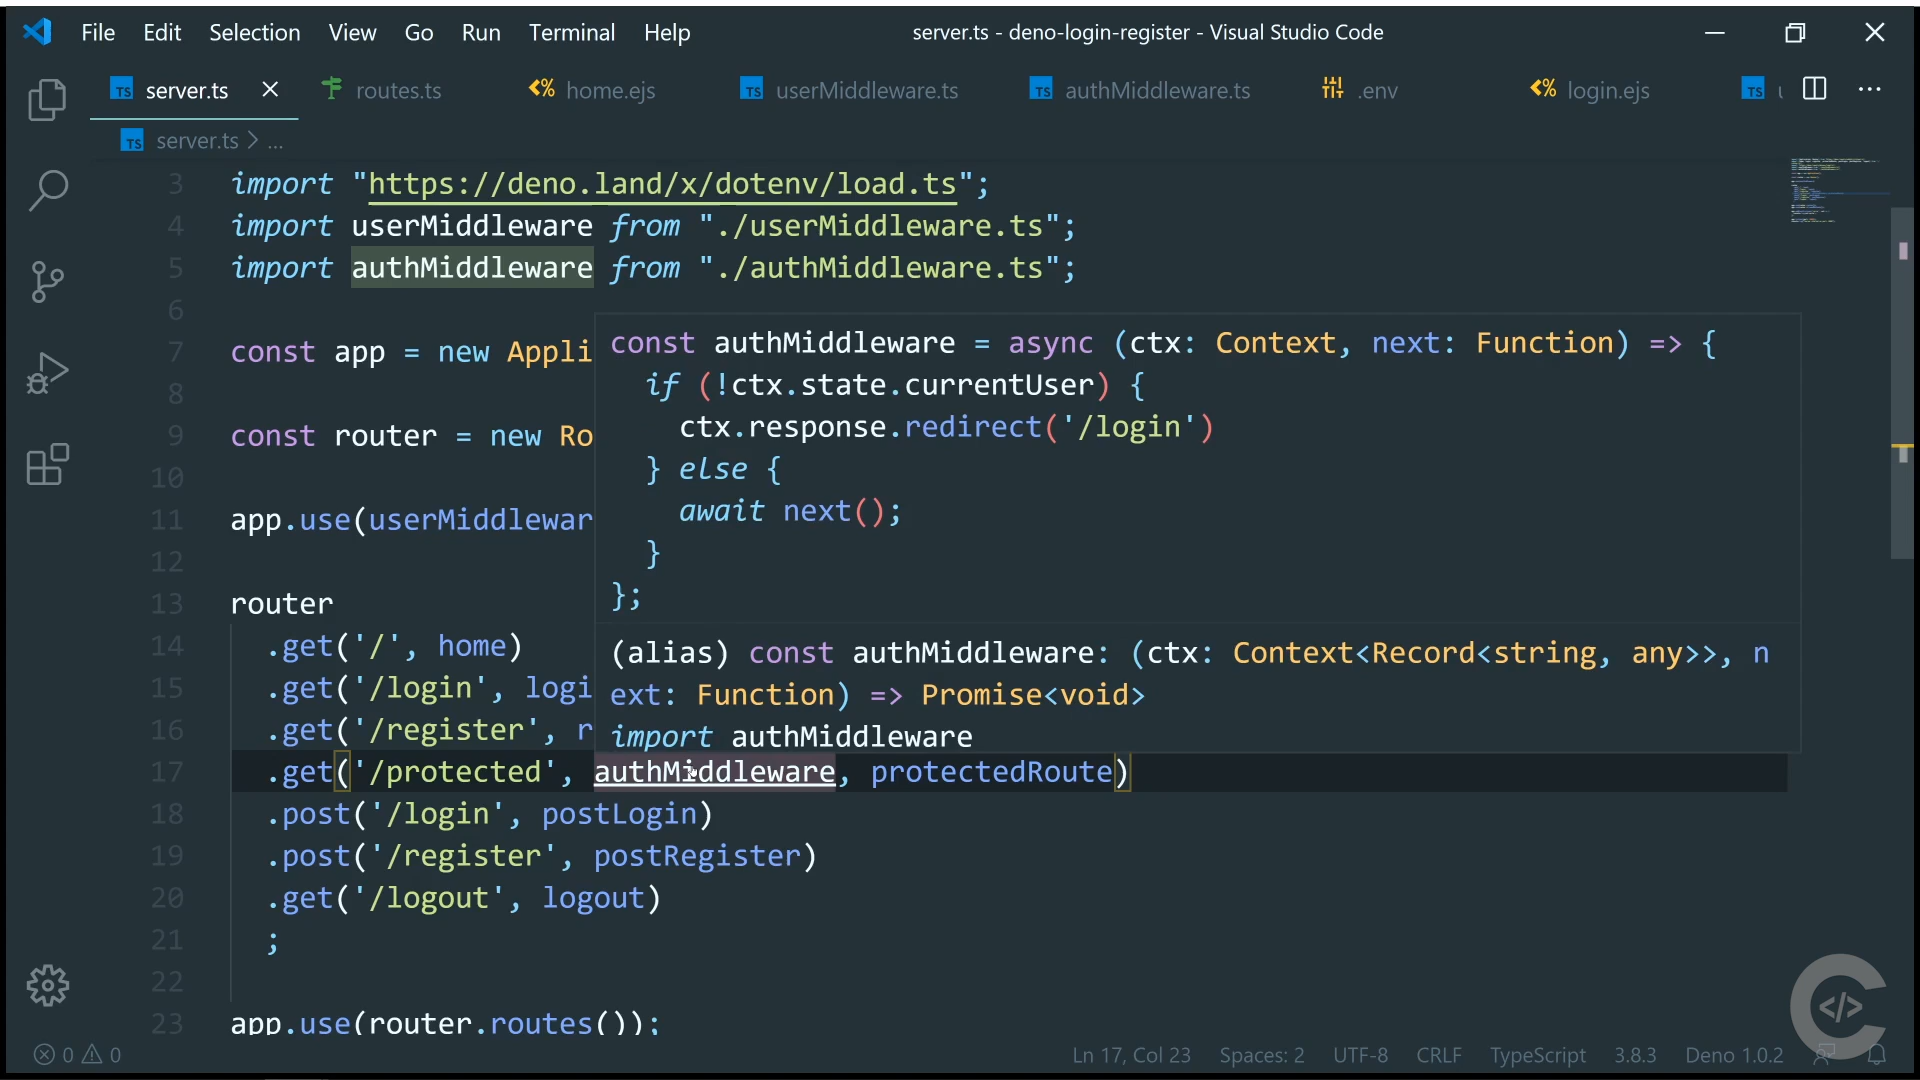 File Edit Selection View Go Run Terminal Help server.ts - deno-login-register - Visual Studio Code
TS server.ts routes.ts <% home.ejs TS userMiddleware.ts TS authMiddleware.ts .env <% login.ejs TS
TS server.ts > ...
3 import "https://deno.land/x/dotenv/load.ts";
4 import userMiddleware from "./userMiddleware.ts";
5 import authMiddleware from "./authMiddleware.ts";
6
7 const app = new Appli
8
9 const router = new Ro
10
11 app.use(userMiddlewar
12
const authMiddleware = async (ctx: Context, next: Function) => {
if (!ctx.state.currentUser) {
ctx.response.redirect('/login')
} else {
await next();
}
};
(alias) const authMiddleware: (ctx: Context<Record<string, any>>, n
ext: Function) => Promise<void>
import authMiddleware
13 router
14 .get('/', home)
15 .get('/login', logi
16 .get('/register', r
17 .get('/protected', authMiddleware, protectedRoute)
18 .post('/login', postLogin)
19 .post('/register', postRegister)
20 .get('/logout', logout)
21 ;
22
23 app.use(router.routes());
0 0 Ln 17, Col 23 Spaces: 2 UTF-8 CRLF TypeScript 3.8.3 Deno 1.0.2
</>